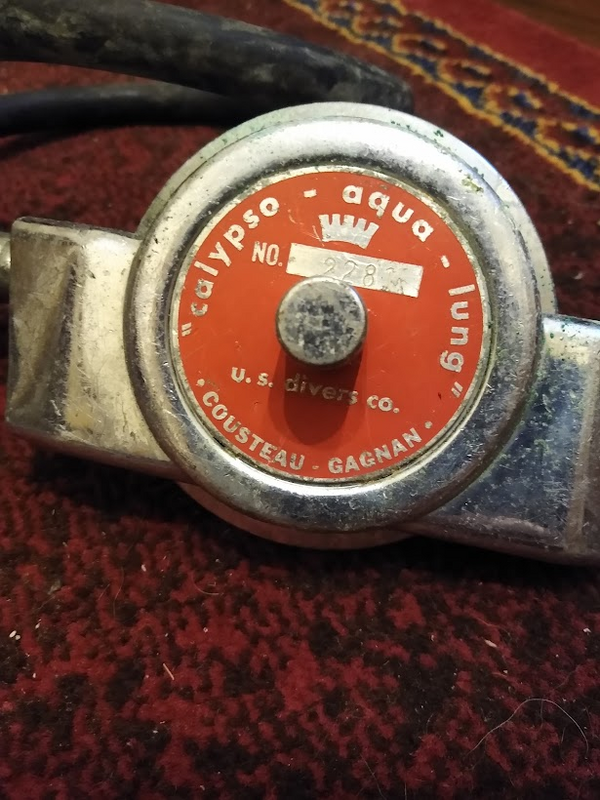 "calypso - aqua - lung"
NO.
u. s. divers co.
• COUSTEAU - GAGNAN •